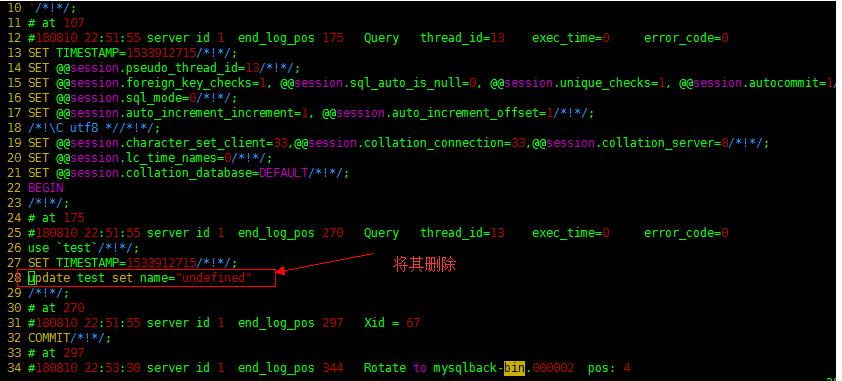 10 /*!*/;
11 # at 107
12 #180810 22:51:55 server id 1  end_log_pos 175   Query   thread_id=13    exec_time=0     error_code=0
13 SET TIMESTAMP=1533912715/*!*/;
14 SET @@session.pseudo_thread_id=13/*!*/;
15 SET @@session.foreign_key_checks=1, @@session.sql_auto_is_null=0, @@session.unique_checks=1, @@session.autocommit=1/
16 SET @@session.sql_mode=0/*!*/;
17 SET @@session.auto_increment_increment=1, @@session.auto_increment_offset=1/*!*/;
18 /*!\C utf8 *//*!*/;
19 SET @@session.character_set_client=33,@@session.collation_connection=33,@@session.collation_server=8/*!*/;
20 SET @@session.lc_time_names=0/*!*/;
21 SET @@session.collation_database=DEFAULT/*!*/;
22 BEGIN
23 /*!*/;
24 # at 175
25 #180810 22:51:55 server id 1  end_log_pos 270   Query   thread_id=13    exec_time=0     error_code=0
26 use `test`/*!*/;
27 SET TIMESTAMP=1533912715/*!*/;
将其删除
28 update test set name="undefined"
29 /*!*/;
30 # at 270
31 #180810 22:51:55 server id 1  end_log_pos 297   Xid = 67
32 COMMIT/*!*/;
33 # at 297
34 #180810 22:53:30 server id 1  end_log_pos 344   Rotate to mysqlback-bin.000002  pos: 4